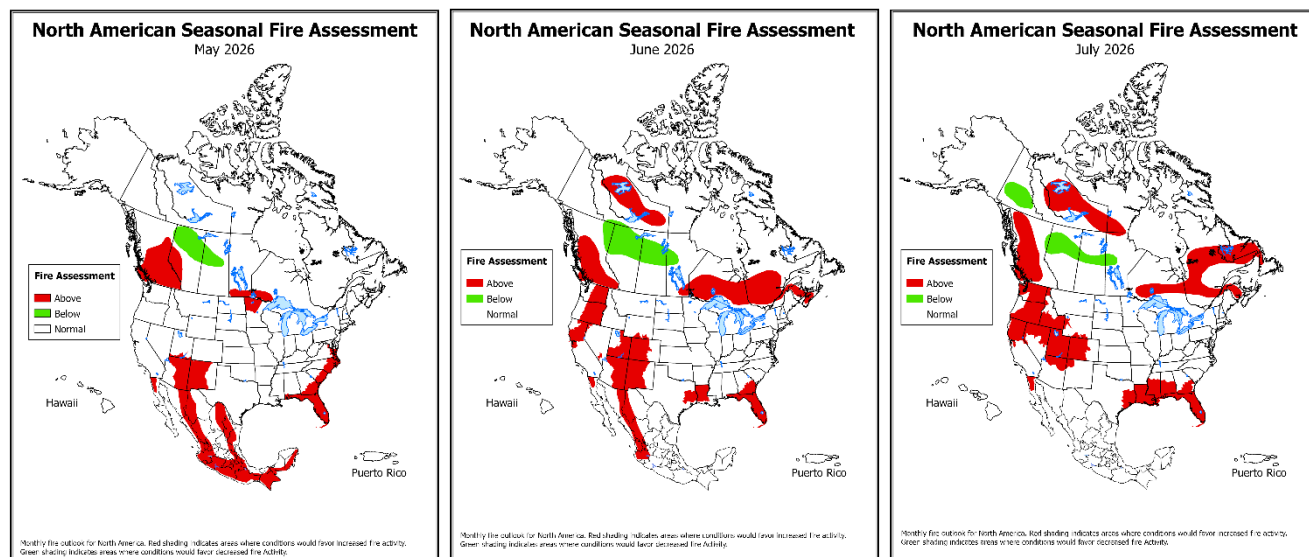 North American Seasonal Fire Assessment
May 2026
Fire Assessment
Above
Below
Normal
Hawaii
Puerto Rico
Monthly fire outlook for North America. Red shading indicates areas where conditions would favor increased fire activity.
Green shading indicates areas where conditions would favor decreased fire Activity.
North American Seasonal Fire Assessment
June 2026
Fire Assessment
Above
Below
Normal
Hawaii
Puerto Rico
Monthly fire outlook for North America. Red shading indicates areas where conditions would favor increased fire activity.
Green shading indicates areas where conditions would favor decreased fire Activity.
North American Seasonal Fire Assessment
July 2026
Fire Assessment
Above
Below
Normal
Hawaii
Puerto Rico
Monthly fire outlook for North America. Red shading indicates areas where conditions would favor increased fire activity.
Green shading indicates areas where conditions would favor decreased fire Activity.